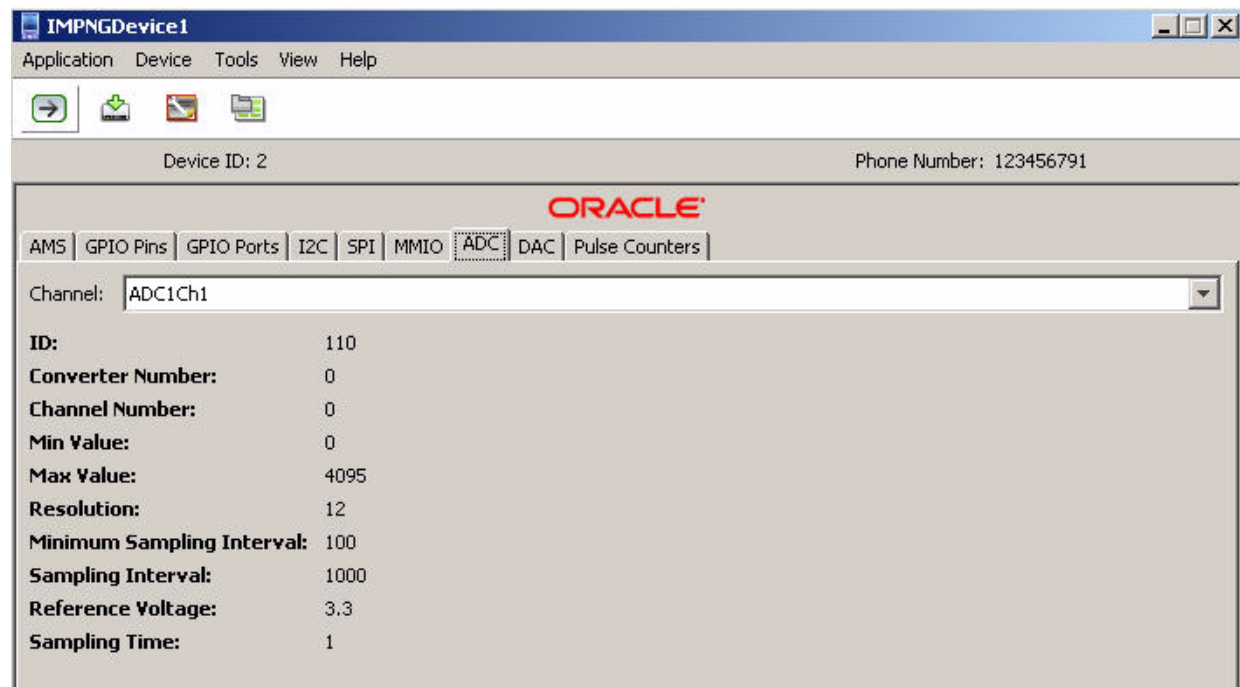 IMPNGDevice1
Application Device Tools View Help
Device ID: 2 Phone Number: 123456791
ORACLE
AMS GPIO Pins GPIO Ports I2C SPI MMIO ADC DAC Pulse Counters
Channel: ADC1Ch1
ID: 110
Converter Number: 0
Channel Number: 0
Min Value: 0
Max Value: 4095
Resolution: 12
Minimum Sampling Interval: 100
Sampling Interval: 1000
Reference Voltage: 3.3
Sampling Time: 1